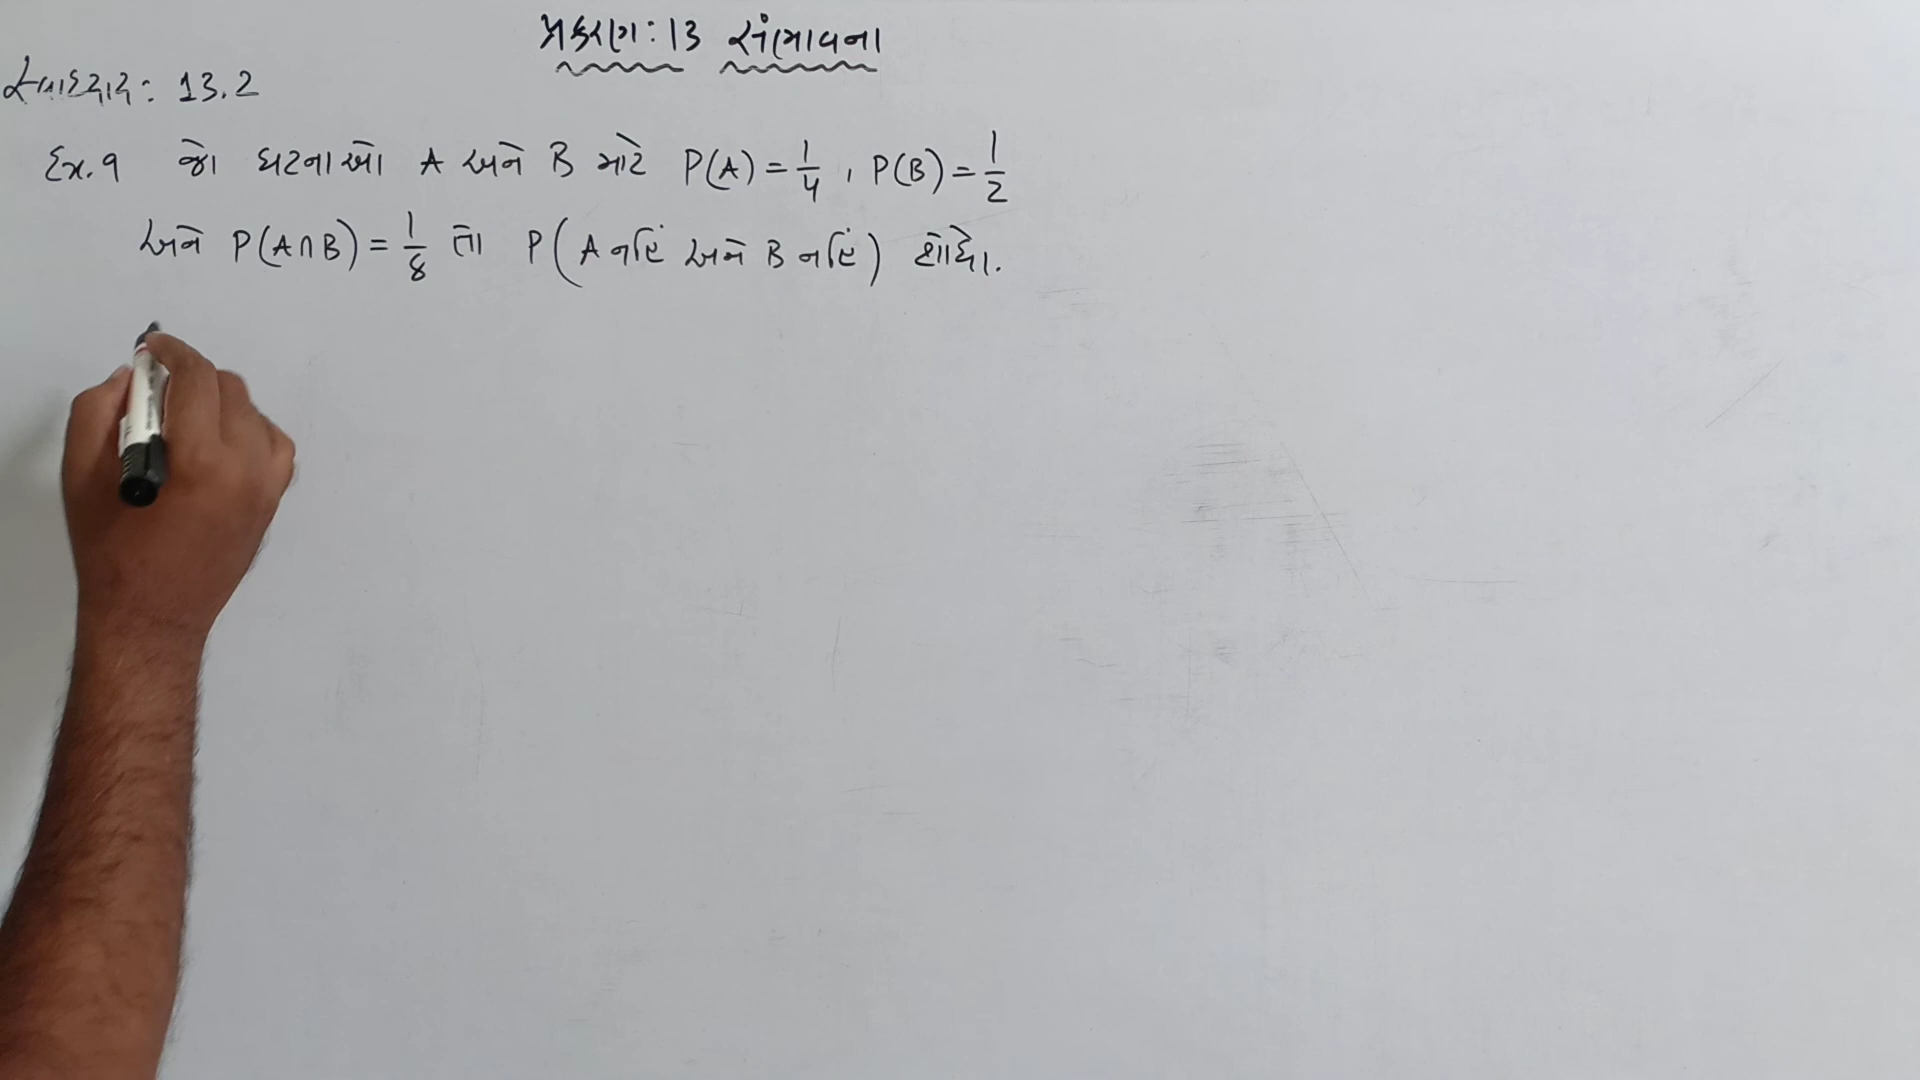 પ્રકરણ : 13 સંભાવના
સ્વાધ્યાય : 13.2
Ex. 9 જો ઘટનાઓ A અને B માટે P(A) = 1/4, P(B) = 1/2
અને P(A∩B) = 1/8 તો P(A નહિં અને B નહિં) શોધો.